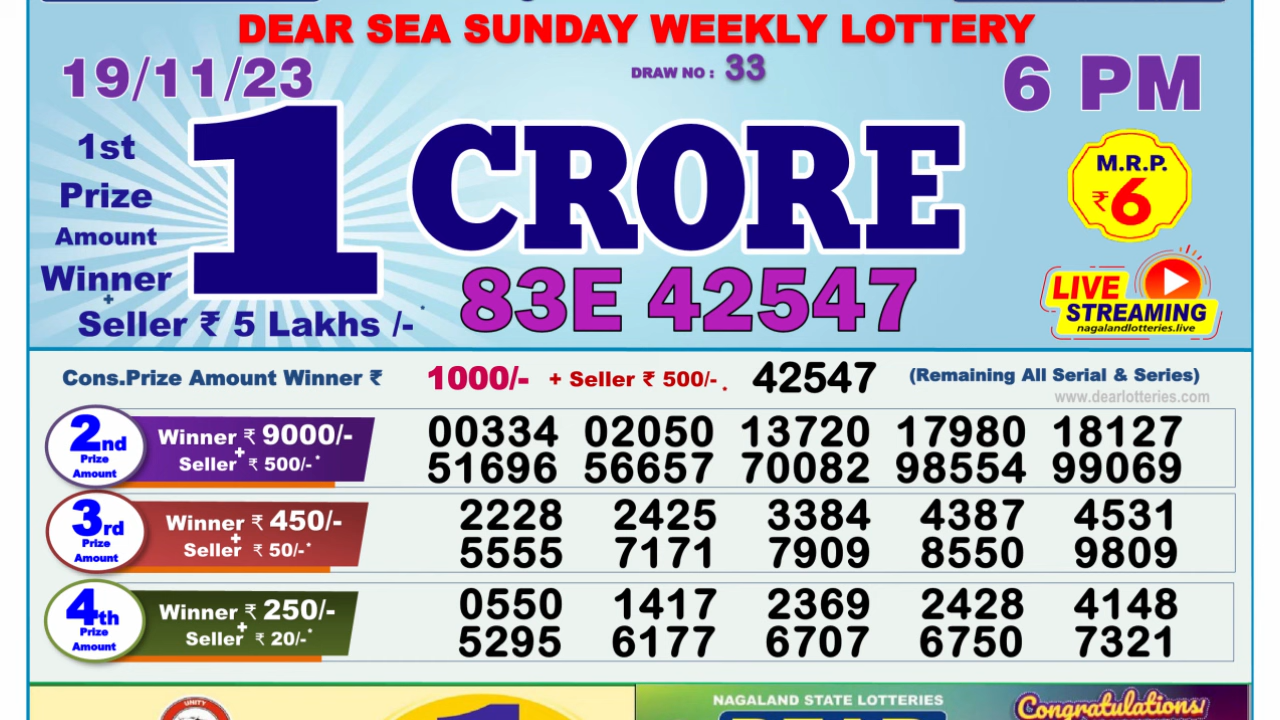 DEAR SEA SUNDAY WEEKLY LOTTERY
19/11/23
DRAW NO : 33
6 PM
1st
Prize
Amount
Winner
+
Seller ₹ 5 Lakhs /-
1 CRORE
83E 42547
M.R.P.
₹6
LIVE
STREAMING
nagalandlotteries.live
Cons.Prize Amount Winner ₹ 1000/- + Seller ₹ 500/- . 42547 (Remaining All Serial & Series)
www.dearlotteries.com
2nd
Prize
Amount
Winner ₹ 9000/-
+
Seller ₹ 500/-*
00334 02050 13720 17980 18127
51696 56657 70082 98554 99069
3rd
Prize
Amount
Winner ₹ 450/-
+
Seller ₹ 50/-*
2228 2425 3384 4387 4531
5555 7171 7909 8550 9809
4th
Prize
Amount
Winner ₹ 250/-
+
Seller ₹ 20/-*
0550 1417 2369 2428 4148
5295 6177 6707 6750 7321
UNITY
1
NAGALAND STATE LOTTERIES
DEAR
Congratulations!